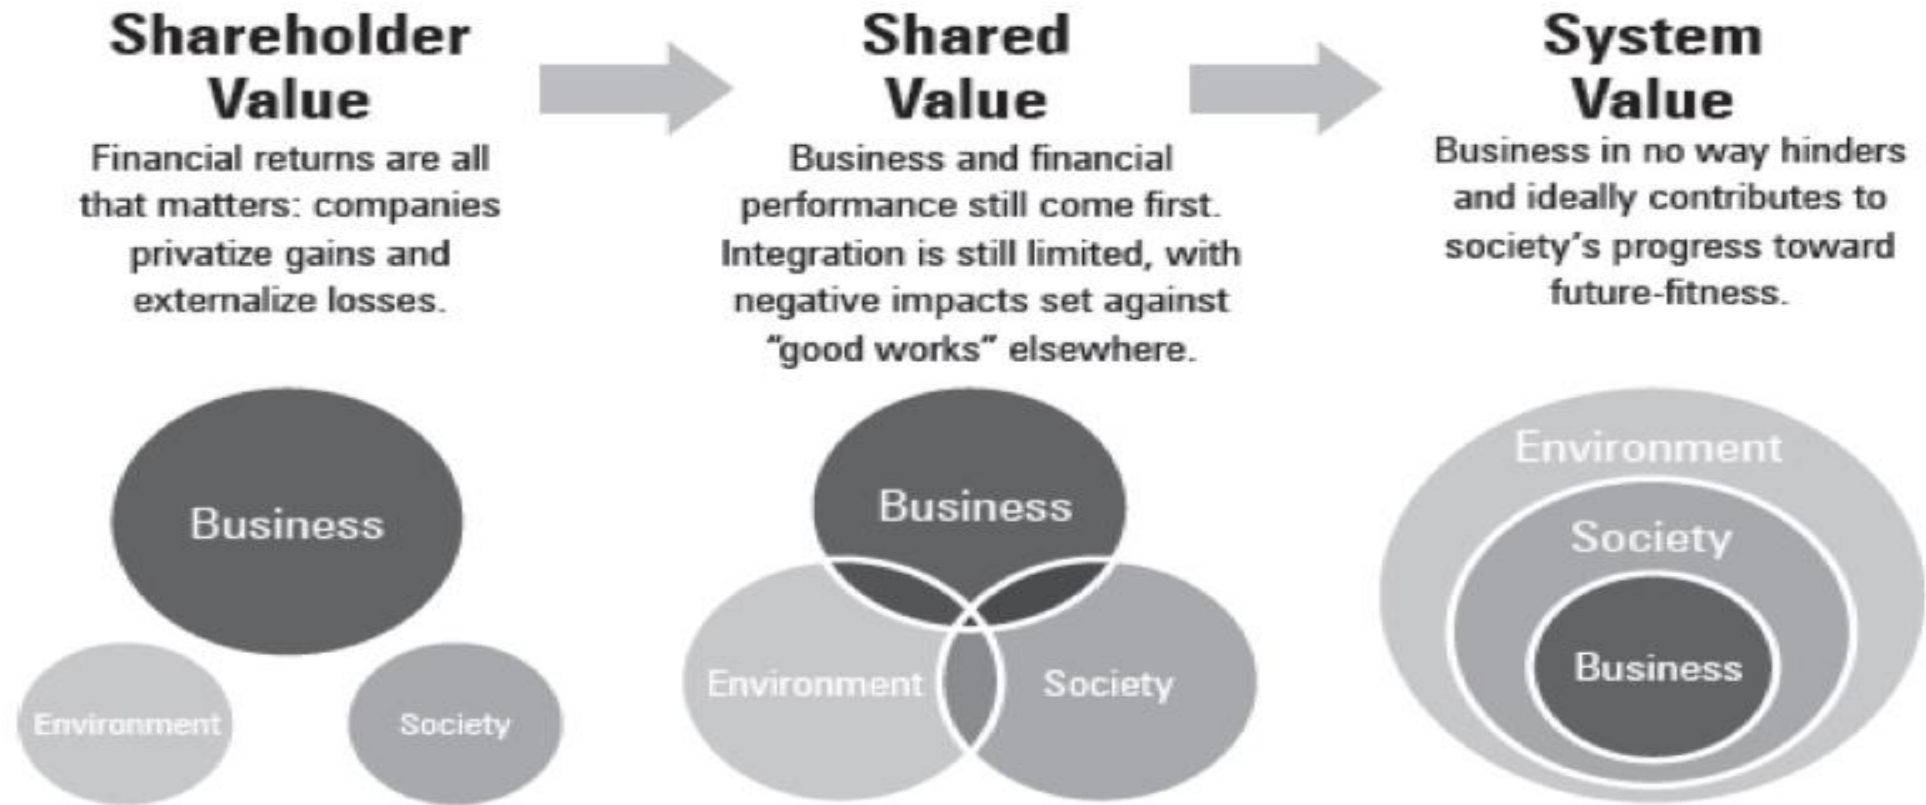 Shareholder
Value
Financial returns are all
that matters: companies
privatize gains and
externalize losses.
Shared
Value
Business and financial
performance still come first.
Integration is still limited, with
negative impacts set against
“good works” elsewhere.
System
Value
Business in no way hinders
and ideally contributes to
society’s progress toward
future-fitness.
Business
Environment
Society
Business
Environment
Society
Environment
Society
Business